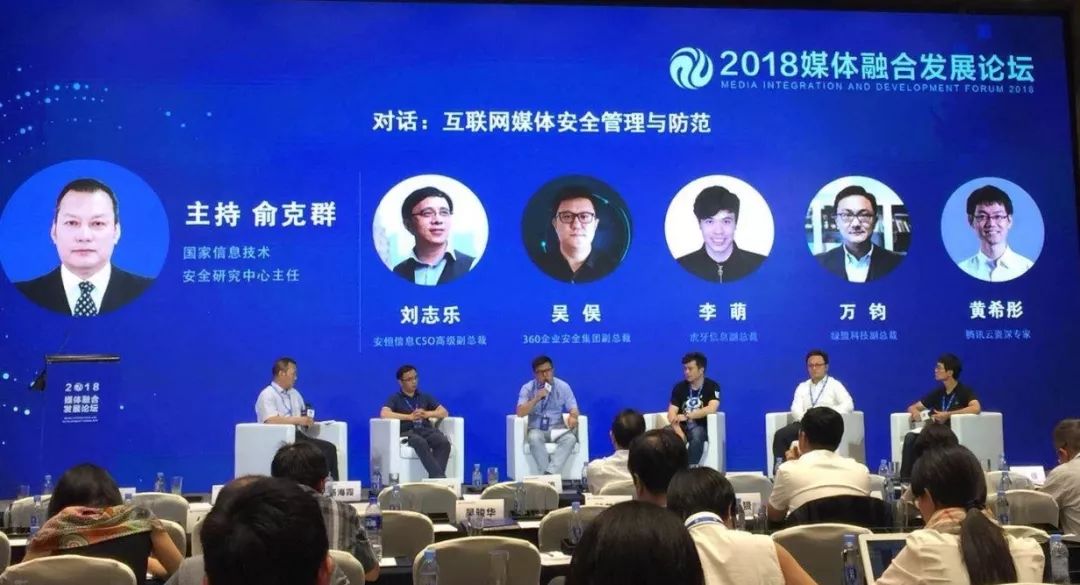 2018媒体融合发展论坛
MEDIA INTEGRATION AND DEVELOPMENT FORUM 2018
对话：互联网媒体安全管理与防范
主持 俞克群
国家信息技术
安全研究中心主任
刘志乐
安恒信息CSO高级副总裁
吴俣
360企业安全集团副总裁
李萌
虎牙信息副总裁
万钧
绿盟科技副总裁
黄希彤
腾讯云资深专家
2018
媒体融合
发展论坛
海霞
吴骏华